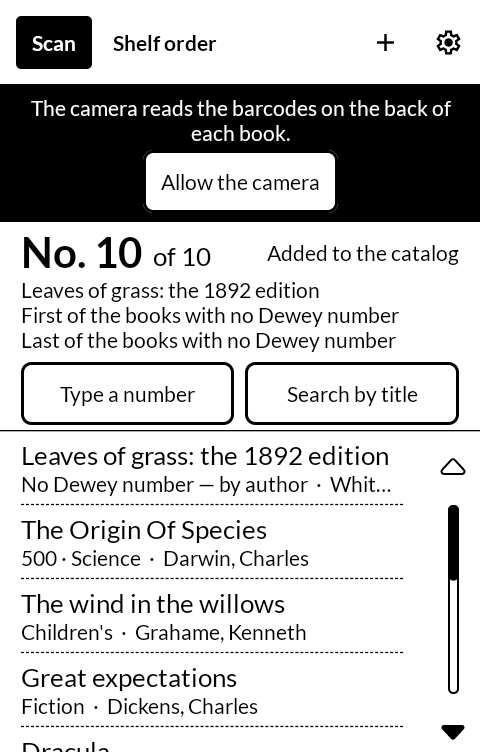 Scan Shelf order +
The camera reads the barcodes on the back of
each book.
Allow the camera
No. 10 of 10 Added to the catalog
Leaves of grass: the 1892 edition
First of the books with no Dewey number
Last of the books with no Dewey number
Type a number Search by title
Leaves of grass: the 1892 edition
No Dewey number — by author · Whit...
The Origin Of Species
500 · Science · Darwin, Charles
The wind in the willows
Children's · Grahame, Kenneth
Great expectations
Fiction · Dickens, Charles
Dracula